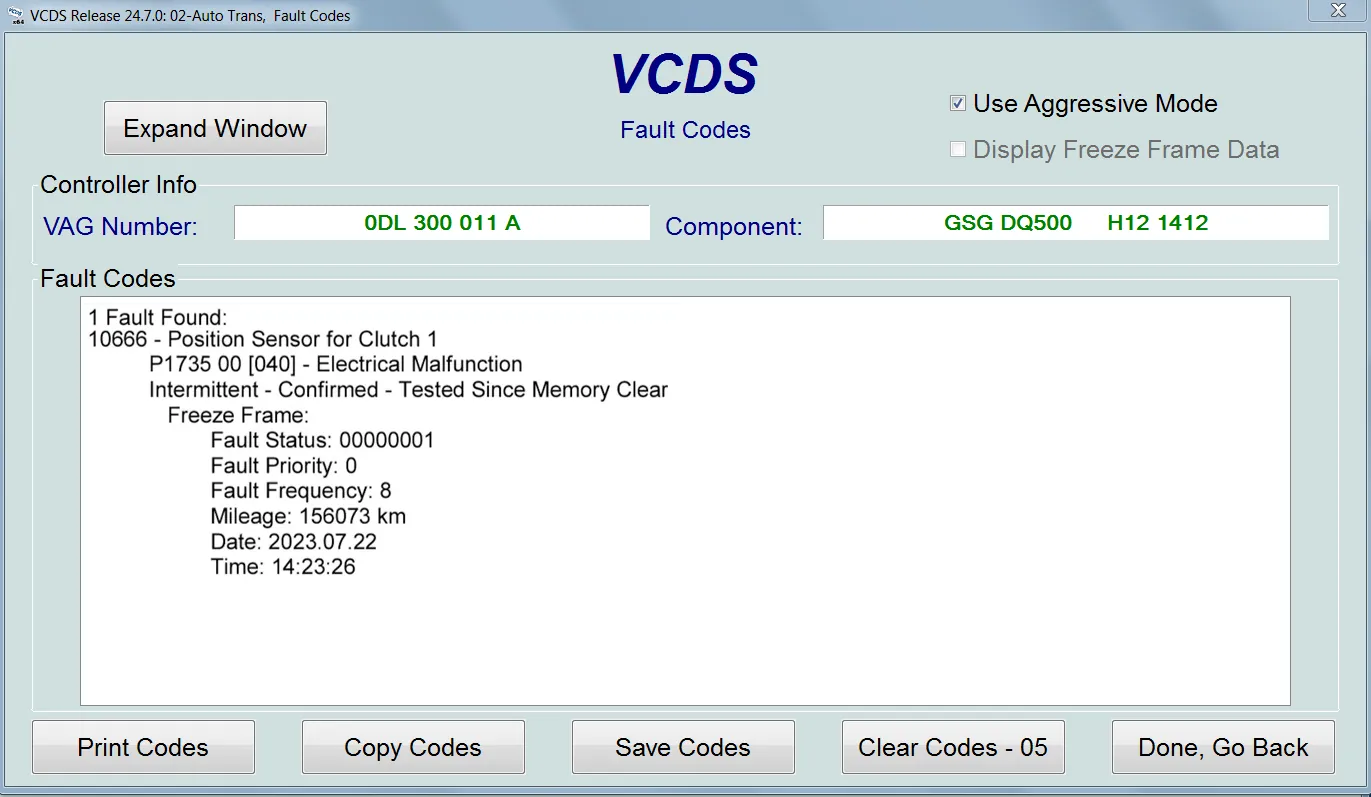 VCDS Release 24.7.0: 02-Auto Trans,  Fault Codes
VCDS
Fault Codes
Expand Window
Use Aggressive Mode
Display Freeze Frame Data
Controller Info
VAG Number:
0DL 300 011 A
Component:
GSG DQ500 H12 1412
Fault Codes
1 Fault Found:
10666 - Position Sensor for Clutch 1
P1735 00 [040] - Electrical Malfunction
Intermittent - Confirmed - Tested Since Memory Clear
Freeze Frame:
Fault Status: 00000001
Fault Priority: 0
Fault Frequency: 8
Mileage: 156073 km
Date: 2023.07.22
Time: 14:23:26
Print Codes
Copy Codes
Save Codes
Clear Codes - 05
Done, Go Back